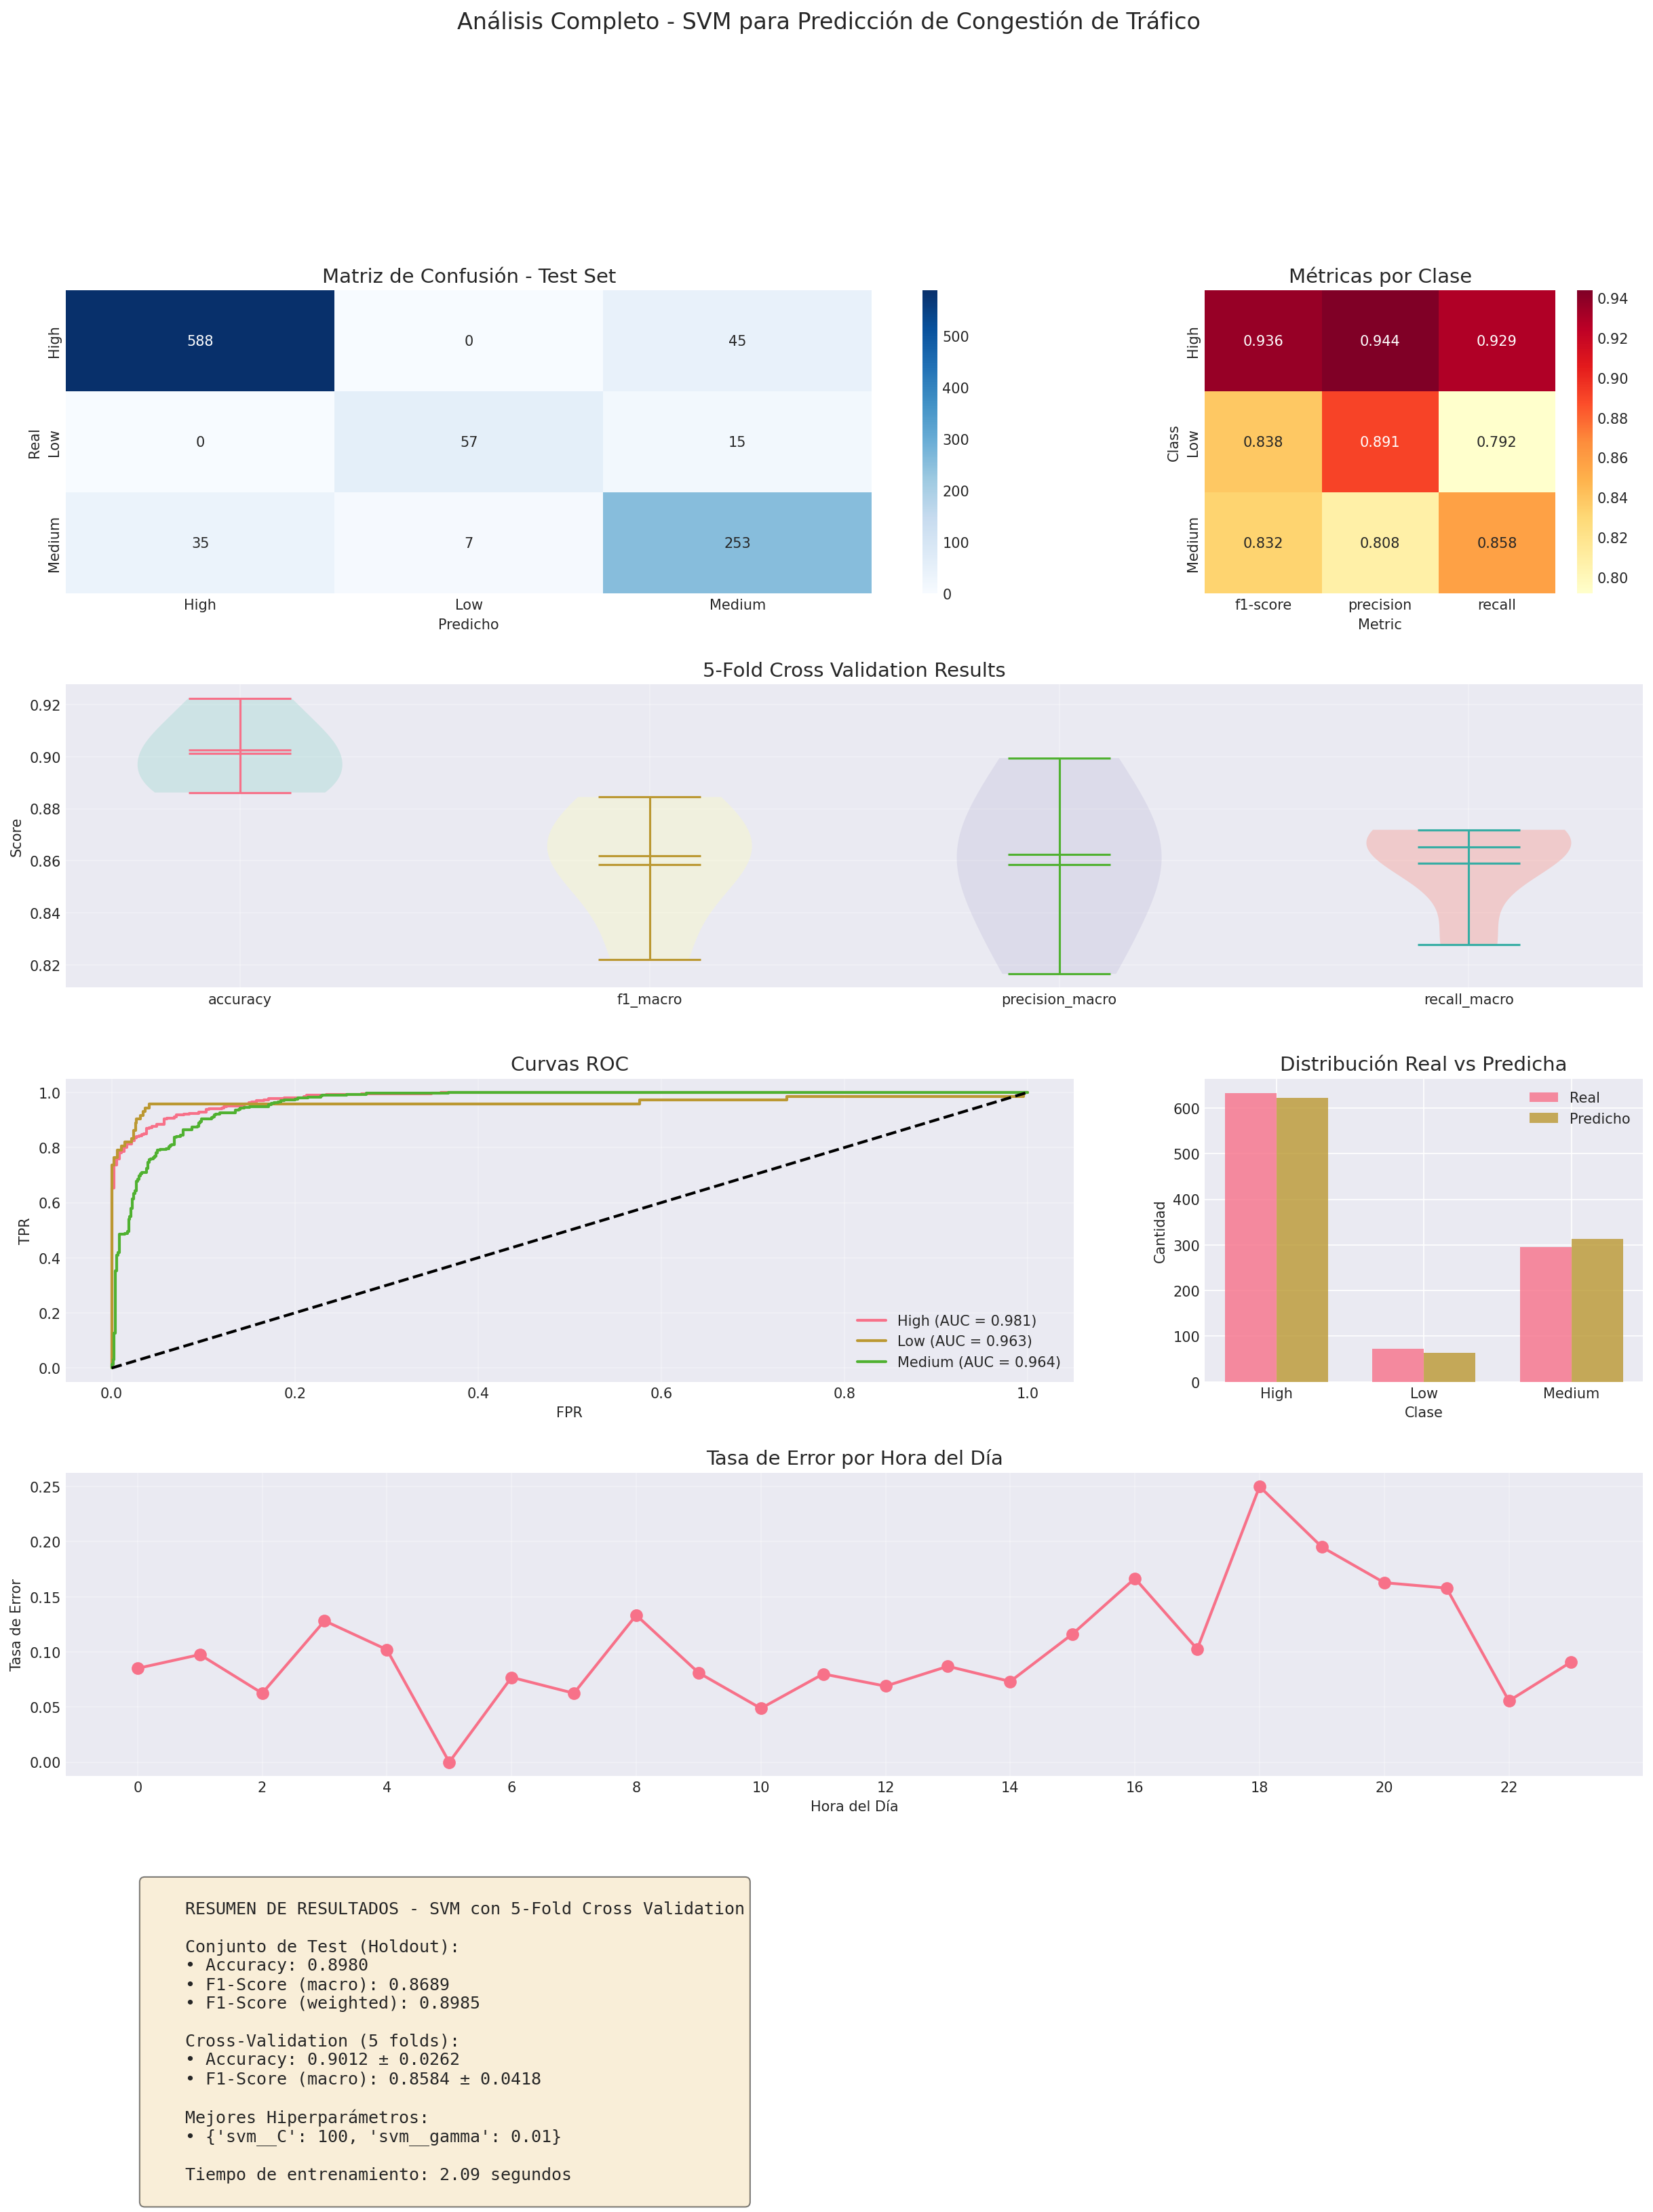 Análisis Completo - SVM para Predicción de Congestión de Tráfico
Matriz de Confusión - Test Set
Real
High
Low
Medium
588 0 45
0 57 15
35 7 253
High Low Medium
Predicho
500
400
300
200
100
0
Métricas por Clase
Class
High
Low
Medium
0.936 0.944 0.929
0.838 0.891 0.792
0.832 0.808 0.858
f1-score precision recall
Metric
0.94
0.92
0.90
0.88
0.86
0.84
0.82
0.80
5-Fold Cross Validation Results
Score
0.92
0.90
0.88
0.86
0.84
0.82
accuracy f1_macro precision_macro recall_macro
Curvas ROC
TPR
1.0
0.8
0.6
0.4
0.2
0.0
High (AUC = 0.981)
Low (AUC = 0.963)
Medium (AUC = 0.964)
0.0 0.2 0.4 0.6 0.8 1.0
FPR
Distribución Real vs Predicha
Cantidad
600
500
400
300
200
100
0
Real
Predicho
High Low Medium
Clase
Tasa de Error por Hora del Día
Tasa de Error
0.25
0.20
0.15
0.10
0.05
0.00
0 2 4 6 8 10 12 14 16 18 20 22
Hora del Día
RESUMEN DE RESULTADOS - SVM con 5-Fold Cross Validation
Conjunto de Test (Holdout):
• Accuracy: 0.8980
• F1-Score (macro): 0.8689
• F1-Score (weighted): 0.8985
Cross-Validation (5 folds):
• Accuracy: 0.9012 ± 0.0262
• F1-Score (macro): 0.8584 ± 0.0418
Mejores Hiperparámetros:
• {'svm__C': 100, 'svm__gamma': 0.01}
Tiempo de entrenamiento: 2.09 segundos